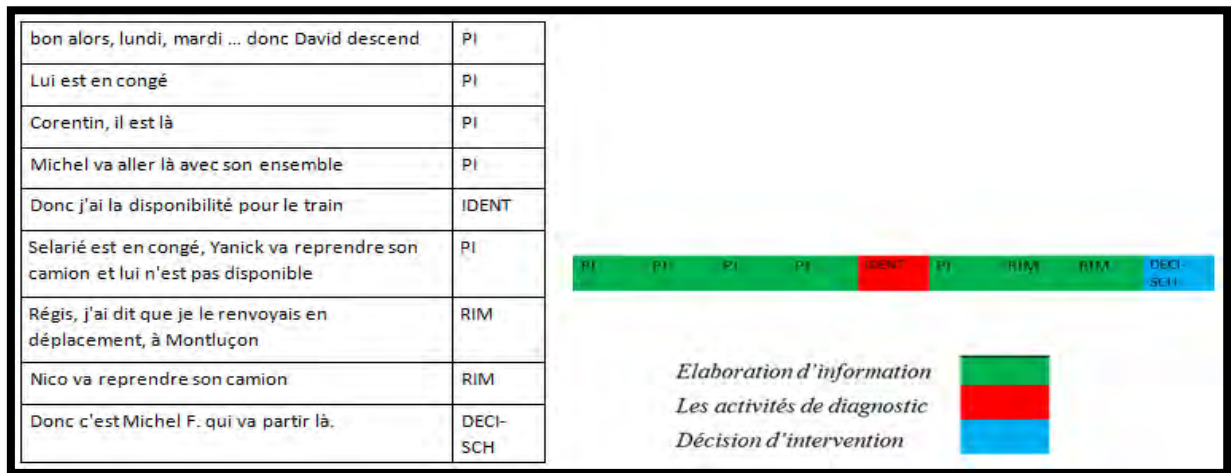 bon alors, lundi, mardi ... donc David descend PI
Lui est en congé PI
Corentin, il est là PI
Michel va aller là avec son ensemble PI
Donc j'ai la disponibilité pour le train IDENT
Selarié est en congé, Yanick va reprendre son PI
camion et lui n'est pas disponible
Régis, j'ai dit que je le renvoyais en RIM
déplacement, à Montluçon
Nico va reprendre son camion RIM
Donc c'est Michel F. qui va partir là. DECI-
SCH
PI PI PI PI IDENT PI RIM RIM DECI-
SCH
Elaboration d'information
Les activités de diagnostic
Décision d'intervention